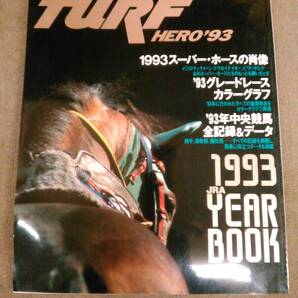 TURF
HERO'93
1993スーパー・ホースの肖像
'93グレードレース
カラーグラフ
'93年中央競馬
全記録&データ
1993
JRA
YEAR
BOOK